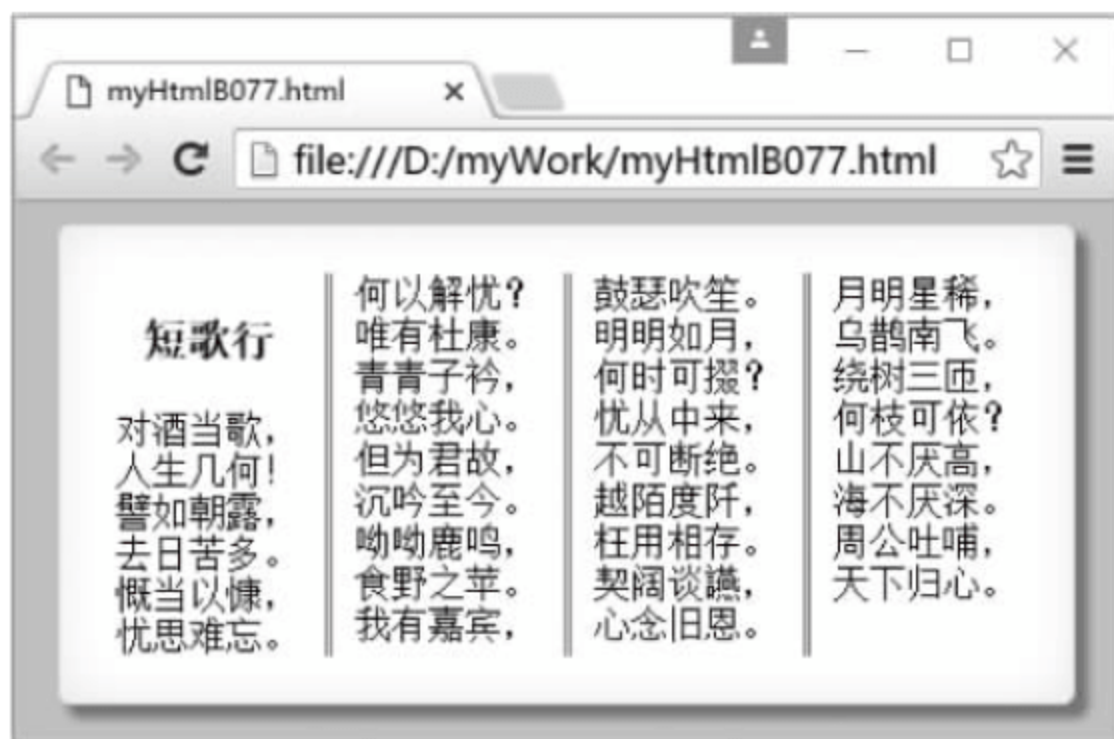 myHtmlB077.html
file:///D:/myWork/myHtmlB077.html
短歌行
对酒当歌，
人生几何！
譬如朝露，
去日苦多。
慨当以慷，
忧思难忘。
何以解忧？
唯有杜康。
青青子衿，
悠悠我心。
但为君故，
沉吟至今。
呦呦鹿鸣，
食野之苹。
我有嘉宾，
鼓瑟吹笙。
明明如月，
何时可掇？
忧从中来，
不可断绝。
越陌度阡，
枉用相存。
契阔谈讌，
心念旧恩。
月明星稀，
乌鹊南飞。
绕树三匝，
何枝可依？
山不厌高，
海不厌深。
周公吐哺，
天下归心。